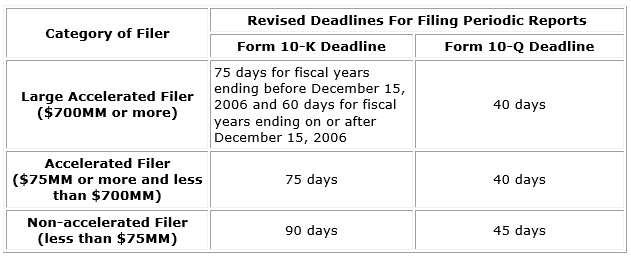 Category of Filer
Revised Deadlines For Filing Periodic Reports
Form 10-K Deadline
Form 10-Q Deadline
Large Accelerated Filer
($700MM or more)
75 days for fiscal years
ending before December 15,
2006 and 60 days for fiscal
years ending on or after
December 15, 2006
40 days
Accelerated Filer
($75MM or more and less
than $700MM)
75 days
40 days
Non-accelerated Filer
(less than $75MM)
90 days
45 days